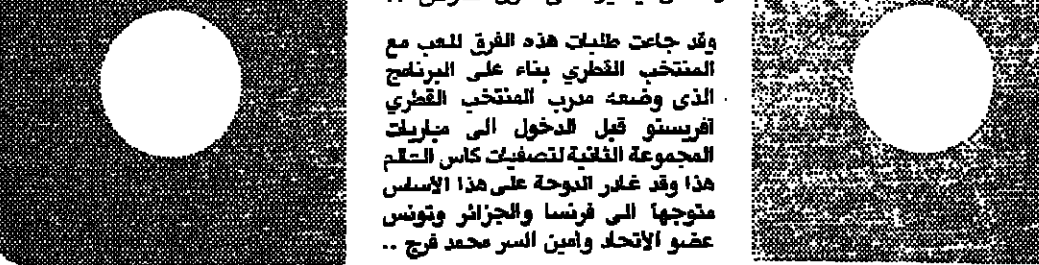 وقد جاعت طلبات هذه الفرق للعب مع
المنتخب القطري بناء على البرنامج
الذى وضعه مدرب المنتخب القطري
افريستو قبل الدخول الى مباريات
المجموعة الثانية لتصفيات كاس العالم
هذا وقد غادر الدوحة على هذا الاساس
متوجها الى فرنسا والجزائر وتونس
عضو الاتحاد وامين السر محمد فرج ..